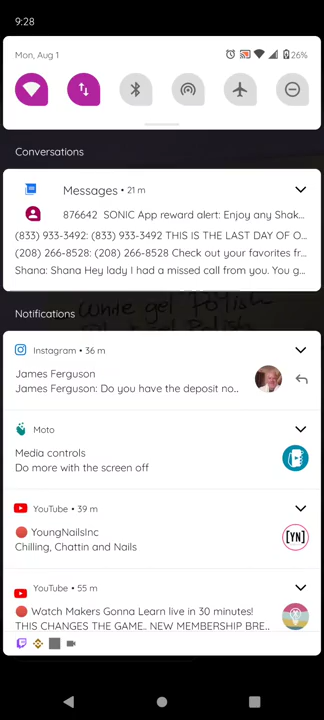 9:28
Mon, Aug 1
26%
Conversations
Messages • 21 m
876642 SONIC App reward alert: Enjoy any Shak...
(833) 933-3492: (833) 933-3492 THIS IS THE LAST DAY OF O...
(208) 266-8528: (208) 266-8528 Check out your favorites fr...
Shana: Shana Hey lady I had a missed call from you. You g...
White gel Polish
Notifications
Instagram • 36 m
James Ferguson
James Ferguson: Do you have the deposit no...
Moto
Media controls
Do more with the screen off
YouTube • 39 m
YoungNailsInc
Chilling, Chattin and Nails
[YN]
YouTube • 55 m
Watch Makers Gonna Learn live in 30 minutes!
THIS CHANGES THE GAME.. NEW MEMBERSHIP BRE...